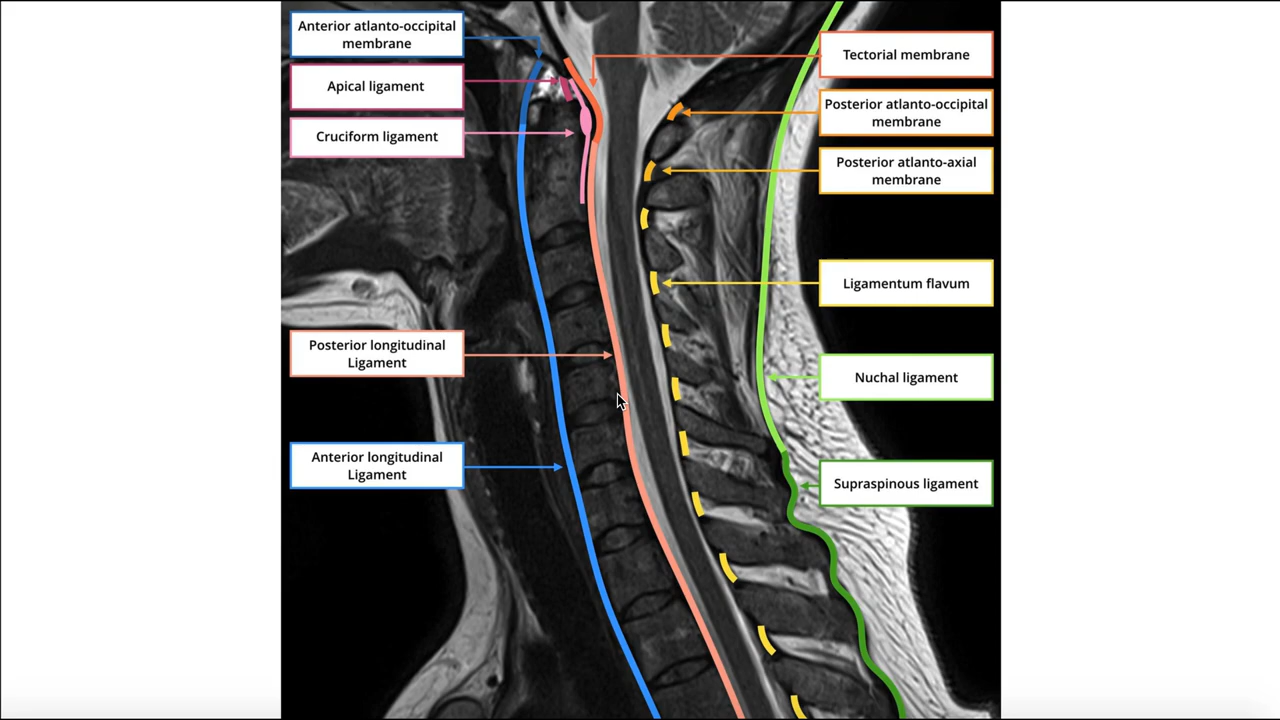 Anterior atlanto-occipital
membrane
Apical ligament
Cruciform ligament
Posterior longitudinal
Ligament
Anterior longitudinal
Ligament
Tectorial membrane
Posterior atlanto-occipital
membrane
Posterior atlanto-axial
membrane
Ligamentum flavum
Nuchal ligament
Supraspinous ligament